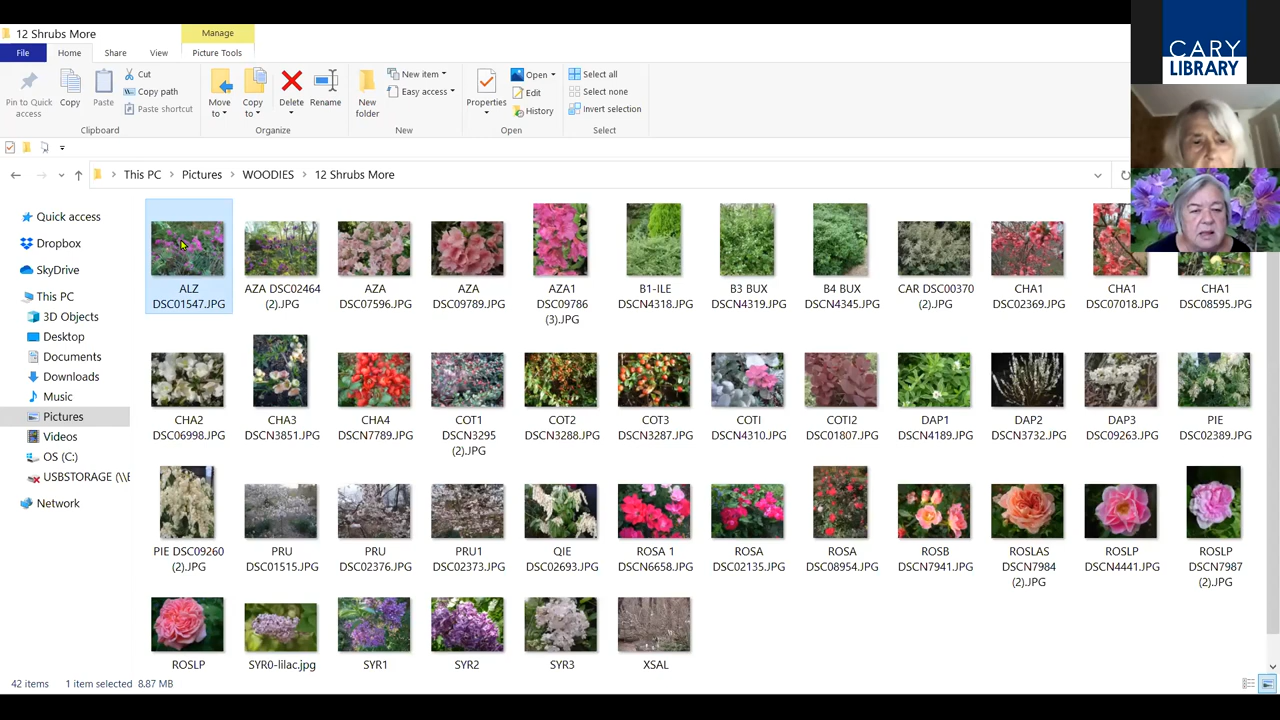 12 Shrubs More
Manage
File
Home
Share
View
Picture Tools
Pin to Quick access
Copy
Paste
Cut
Copy path
Paste shortcut
Move to
Copy to
Delete
Rename
New folder
New item
Easy access
Properties
Open
Edit
History
Select all
Select none
Invert selection
Clipboard
Organize
New
Open
Select
This PC
Pictures
WOODIES
12 Shrubs More
CARY
LIBRARY
Quick access
Dropbox
SkyDrive
This PC
3D Objects
Desktop
Documents
Downloads
Music
Pictures
Videos
OS (C:)
USBSTORAGE (\\
Network
ALZ DSC01547.JPG
AZA DSC02464 (2).JPG
AZA DSC07596.JPG
AZA DSC09789.JPG
AZA1 DSC09786 (3).JPG
B1-ILE DSCN4318.JPG
B3 BUX DSCN4319.JPG
B4 BUX DSCN4345.JPG
CAR DSC00370 (2).JPG
CHA1 DSC02369.JPG
CHA1 DSC07018.JPG
CHA1 DSC08595.JPG
CHA2 DSC06998.JPG
CHA3 DSCN3851.JPG
CHA4 DSCN7789.JPG
COT1 DSCN3295 (2).JPG
COT2 DSCN3288.JPG
COT3 DSCN3287.JPG
COTI DSCN4310.JPG
COTI2 DSC01807.JPG
DAP1 DSCN4189.JPG
DAP2 DSCN3732.JPG
DAP3 DSC09263.JPG
PIE DSC02389.JPG
PIE DSC09260 (2).JPG
PRU DSC01515.JPG
PRU DSC02376.JPG
PRU1 DSC02373.JPG
QIE DSC02693.JPG
ROSA 1 DSCN6658.JPG
ROSA DSC02135.JPG
ROSA DSC08954.JPG
ROSB DSCN7941.JPG
ROSLAS DSCN7984 (2).JPG
ROSLP DSCN4441.JPG
ROSLP DSCN7987 (2).JPG
ROSLP
SYR0-lilac.jpg
SYR1
SYR2
SYR3
XSAL
42 items
1 item selected 8.87 MB